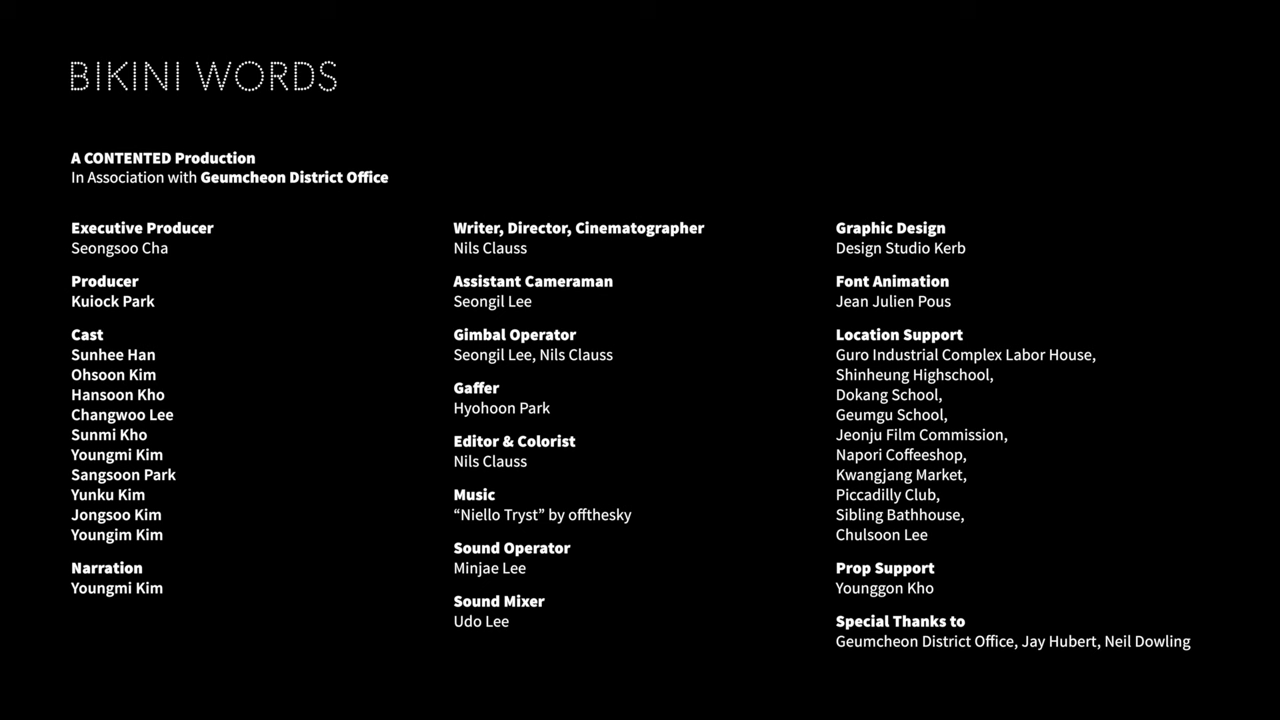 BIKINI WORDS
A CONTENTED Production
In Association with Geumcheon District Office
Executive Producer
Seongsoo Cha
Producer
Kuiock Park
Cast
Sunhee Han
Ohsoon Kim
Hansoon Kho
Changwoo Lee
Sunmi Kho
Youngmi Kim
Sangsoon Park
Yunku Kim
Jongsoo Kim
Youngim Kim
Narration
Youngmi Kim
Writer, Director, Cinematographer
Nils Clauss
Assistant Cameraman
Seongil Lee
Gimbal Operator
Seongil Lee, Nils Clauss
Gaffer
Hyohoon Park
Editor & Colorist
Nils Clauss
Music
“Niello Tryst” by offthesky
Sound Operator
Minjae Lee
Sound Mixer
Udo Lee
Graphic Design
Design Studio Kerb
Font Animation
Jean Julien Pous
Location Support
Guro Industrial Complex Labor House,
Shinheung Highschool,
Dokang School,
Geumgu School,
Jeonju Film Commission,
Napori Coffeeshop,
Kwangjang Market,
Piccadilly Club,
Sibling Bathhouse,
Chulsoon Lee
Prop Support
Younggon Kho
Special Thanks to
Geumcheon District Office, Jay Hubert, Neil Dowling